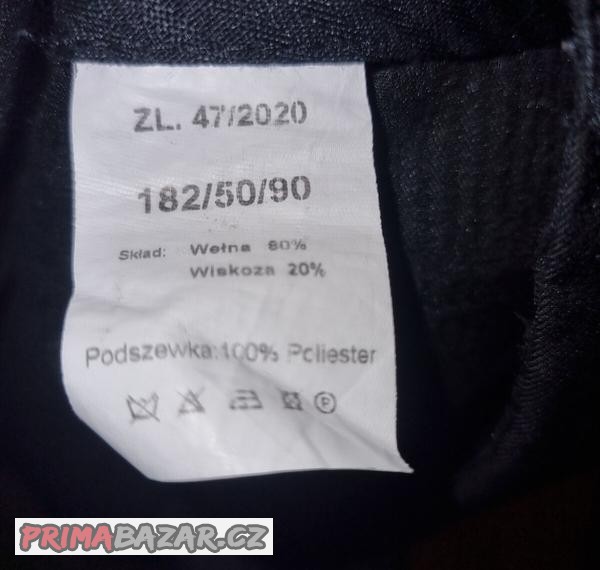 ZL. 47/2020
182/50/90
Skład: Wełna 80%
Wiskoza 20%
Podszewka:100% Poliester
P
PRIMABAZAR.CZ